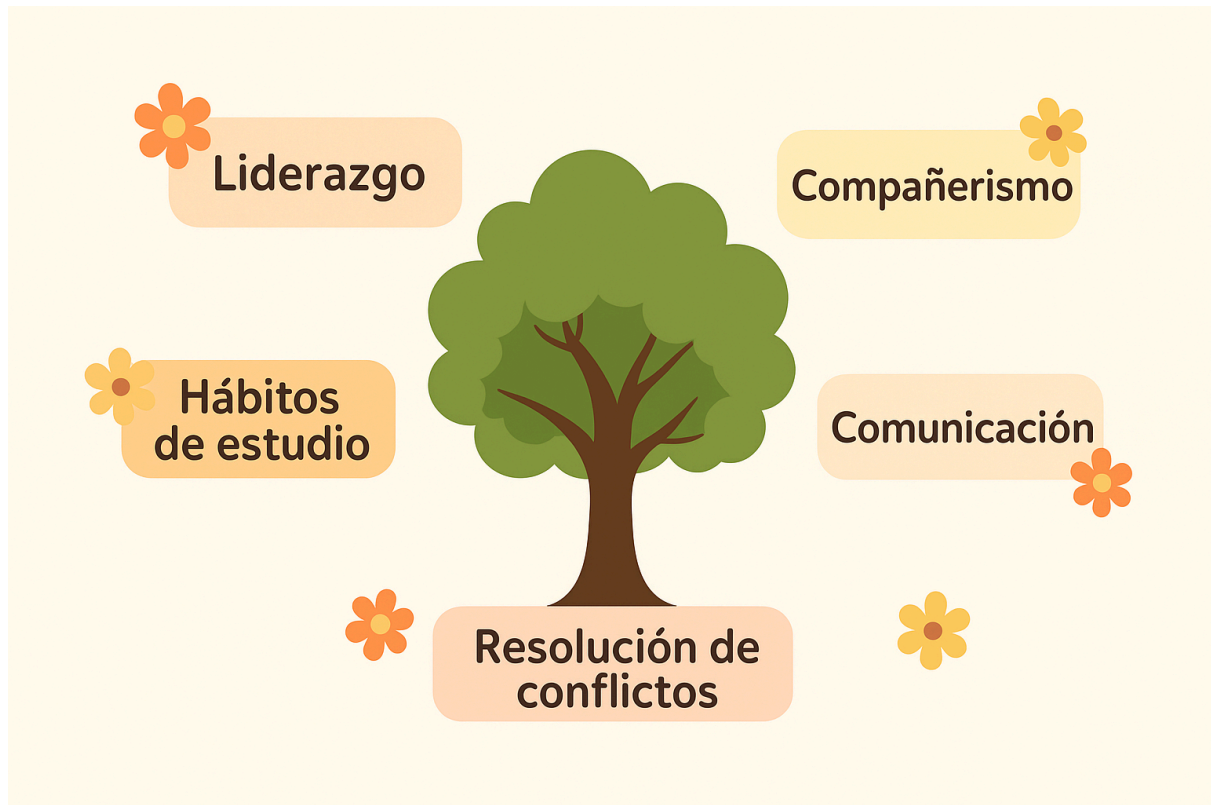 Liderazgo
Compañerismo
Hábitos
de estudio
Comunicación
Resolución de
conflictos